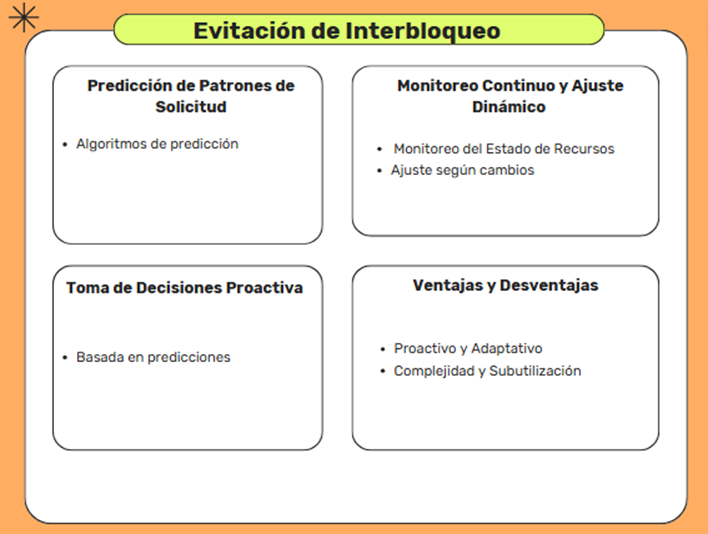 Evitación de Interbloqueo
Predicción de Patrones de
Solicitud
• Algoritmos de predicción
Monitoreo Continuo y Ajuste
Dinámico
• Monitoreo del Estado de Recursos
• Ajuste según cambios
Toma de Decisiones Proactiva
• Basada en predicciones
Ventajas y Desventajas
• Proactivo y Adaptativo
• Complejidad y Subutilización